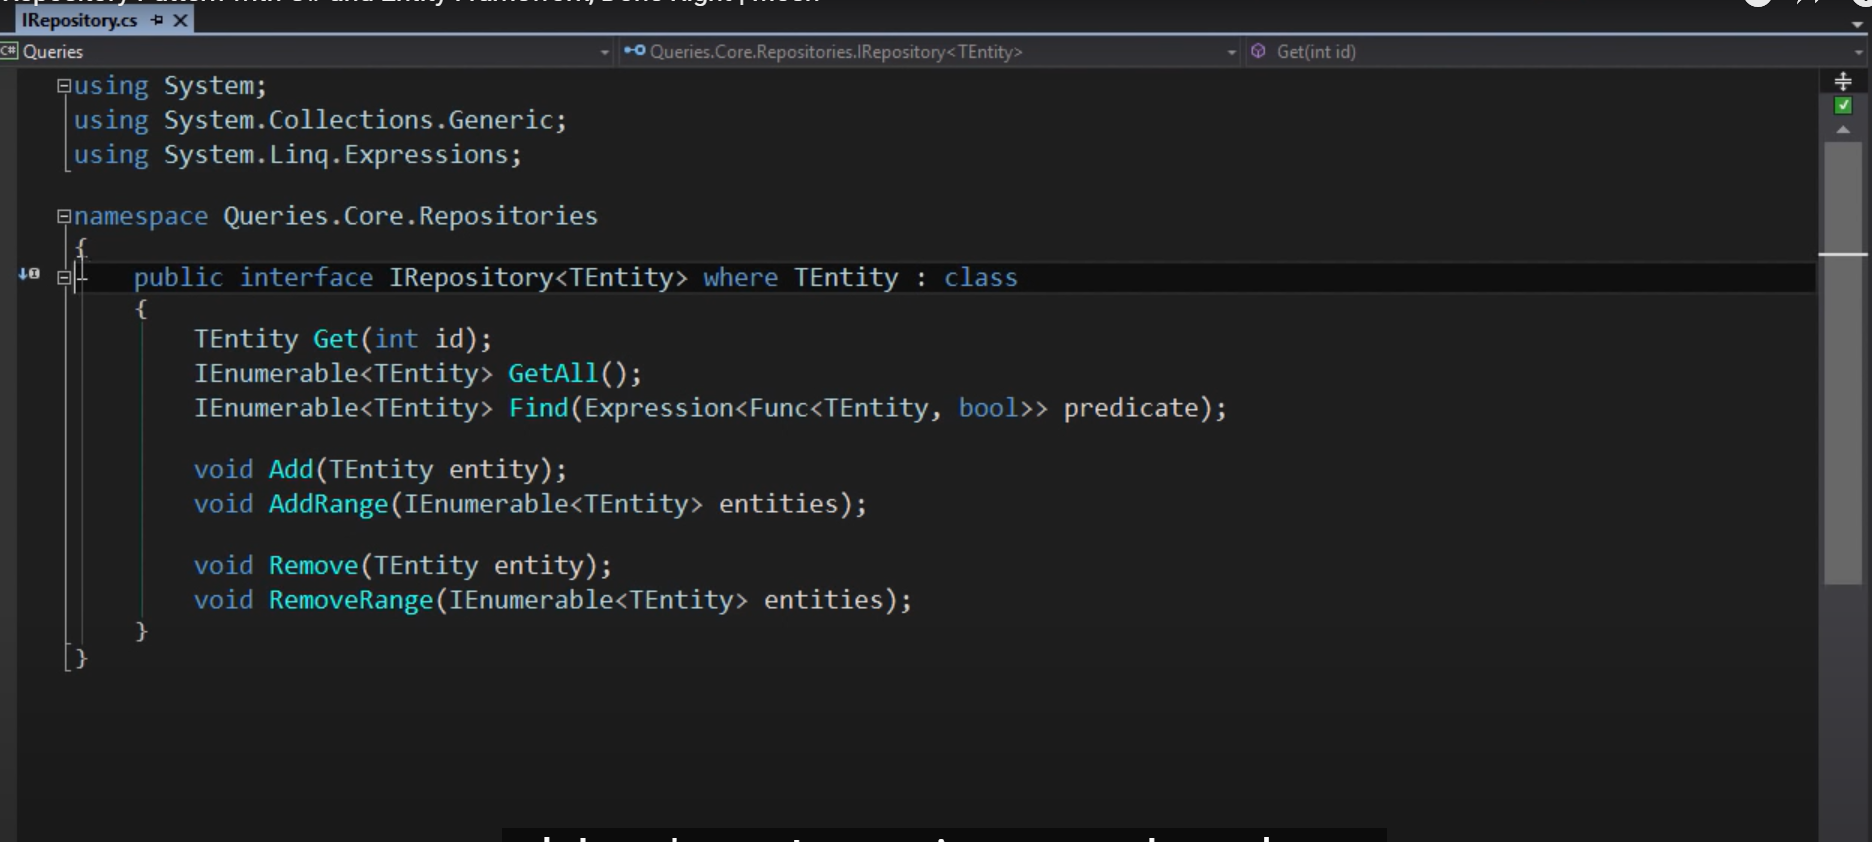 IRepository.cs
C# Queries
Queries.Core.Repositories.IRepository<TEntity>
Get(int id)
using System;
using System.Collections.Generic;
using System.Linq.Expressions;
namespace Queries.Core.Repositories
{
public interface IRepository<TEntity> where TEntity : class
{
TEntity Get(int id);
IEnumerable<TEntity> GetAll();
IEnumerable<TEntity> Find(Expression<Func<TEntity, bool>> predicate);
void Add(TEntity entity);
void AddRange(IEnumerable<TEntity> entities);
void Remove(TEntity entity);
void RemoveRange(IEnumerable<TEntity> entities);
}
}